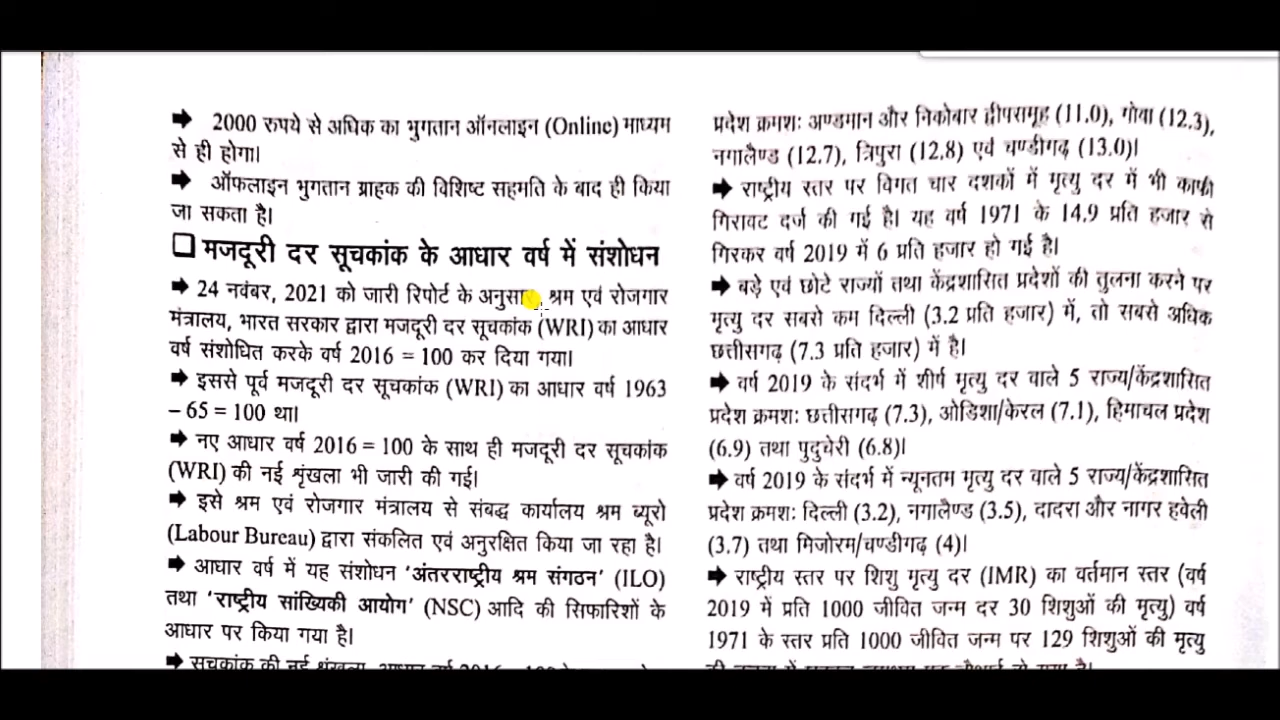 ➡ 2000 रुपये से अधिक का भुगतान ऑनलाइन (Online) माध्यम
से ही होगा।
➡ ऑफलाइन भुगतान ग्राहक की विशिष्ट सहमति के बाद ही किया
जा सकता है।
❑ मजदूरी दर सूचकांक के आधार वर्ष में संशोधन
➡ 24 नवंबर, 2021 को जारी रिपोर्ट के अनुसार श्रम एवं रोजगार
मंत्रालय, भारत सरकार द्वारा मजदूरी दर सूचकांक (WRI) का आधार
वर्ष संशोधित करके वर्ष 2016 = 100 कर दिया गया।
➡ इससे पूर्व मजदूरी दर सूचकांक (WRI) का आधार वर्ष 1963
– 65 = 100 था।
➡ नए आधार वर्ष 2016 = 100 के साथ ही मजदूरी दर सूचकांक
(WRI) की नई श्रृंखला भी जारी की गई।
➡ इसे श्रम एवं रोजगार मंत्रालय से संबद्ध कार्यालय श्रम ब्यूरो
(Labour Bureau) द्वारा संकलित एवं अनुरक्षित किया जा रहा है।
➡ आधार वर्ष में यह संशोधन 'अंतरराष्ट्रीय श्रम संगठन' (ILO)
तथा 'राष्ट्रीय सांख्यिकी आयोग' (NSC) आदि की सिफारिशों के
आधार पर किया गया है।
➡ सूचकांक की नई श्रृंखला, आधार वर्ष 2016
प्रदेश क्रमशः अण्डमान और निकोबार द्वीपरामूह (11.0), गोवा (12.3),
नगालैण्ड (12.7), त्रिपुरा (12.8) एवं चण्डीगढ़ (13.0)।
➡ राष्ट्रीय स्तर पर विगत चार दशकों में मृत्यु दर में भी काफी
गिरावट दर्ज की गई है। यह वर्ष 1971 के 14.9 प्रति हजार से
गिरकर वर्ष 2019 में 6 प्रति हजार हो गई है।
➡ बड़े एवं छोटे राज्यों तथा केंद्रशासित प्रदेशों की तुलना करने पर
मृत्यु दर सबसे कम दिल्ली (3.2 प्रति हजार) में, तो सबसे अधिक
छत्तीसगढ़ (7.3 प्रति हजार) में है।
➡ वर्ष 2019 के संदर्भ में शीर्ष मृत्यु दर वाले 5 राज्य/केंद्रशासित
प्रदेश क्रमशः छत्तीसगढ़ (7.3), ओडिशा/केरल (7.1), हिमाचल प्रदेश
(6.9) तथा पुदुचेरी (6.8)।
➡ वर्ष 2019 के संदर्भ में न्यूनतम मृत्यु दर वाले 5 राज्य/केंद्रशासित
प्रदेश क्रमशः दिल्ली (3.2), नगालैण्ड (3.5), दादरा और नागर हवेली
(3.7) तथा मिजोरम/चण्डीगढ़ (4)।
➡ राष्ट्रीय स्तर पर शिशु मृत्यु दर (IMR) का वर्तमान स्तर (वर्ष
2019 में प्रति 1000 जीवित जन्म दर 30 शिशुओं की मृत्यु) वर्ष
1971 के स्तर प्रति 1000 जीवित जन्म पर 129 शिशुओं की मृत्यु